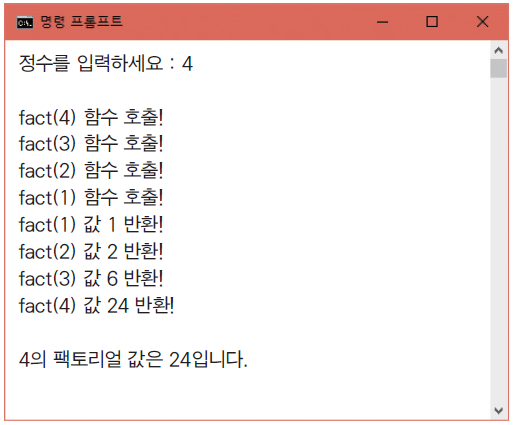 명령 프롬프트
정수를 입력하세요 : 4
fact(4) 함수 호출!
fact(3) 함수 호출!
fact(2) 함수 호출!
fact(1) 함수 호출!
fact(1) 값 1 반환!
fact(2) 값 2 반환!
fact(3) 값 6 반환!
fact(4) 값 24 반환!
4의 팩토리얼 값은 24입니다.